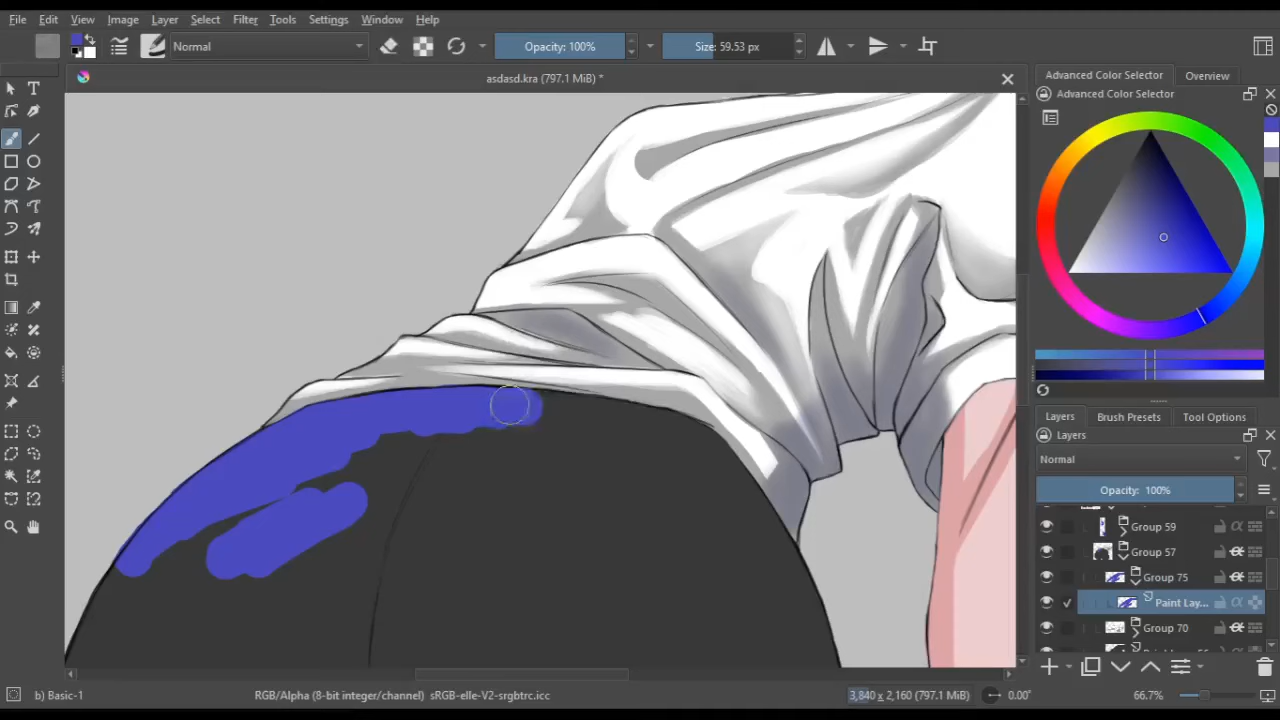 File Edit View Image Layer Select Filter Tools Settings Window Help
Normal
Opacity: 100%
Size: 59.53 px
asdasd.kra (797.1 MiB) *
Advanced Color Selector
Overview
Advanced Color Selector
Layers
Brush Presets
Tool Options
Layers
Normal
Opacity: 100%
Group 59
Group 57
Group 75
Paint Lay...
Group 70
b) Basic-1
RGB/Alpha (8-bit integer/channel) sRGB-elle-V2-srgbtrc.icc
3,840 x 2,160 (797.1 MiB)
0.00°
66.7%